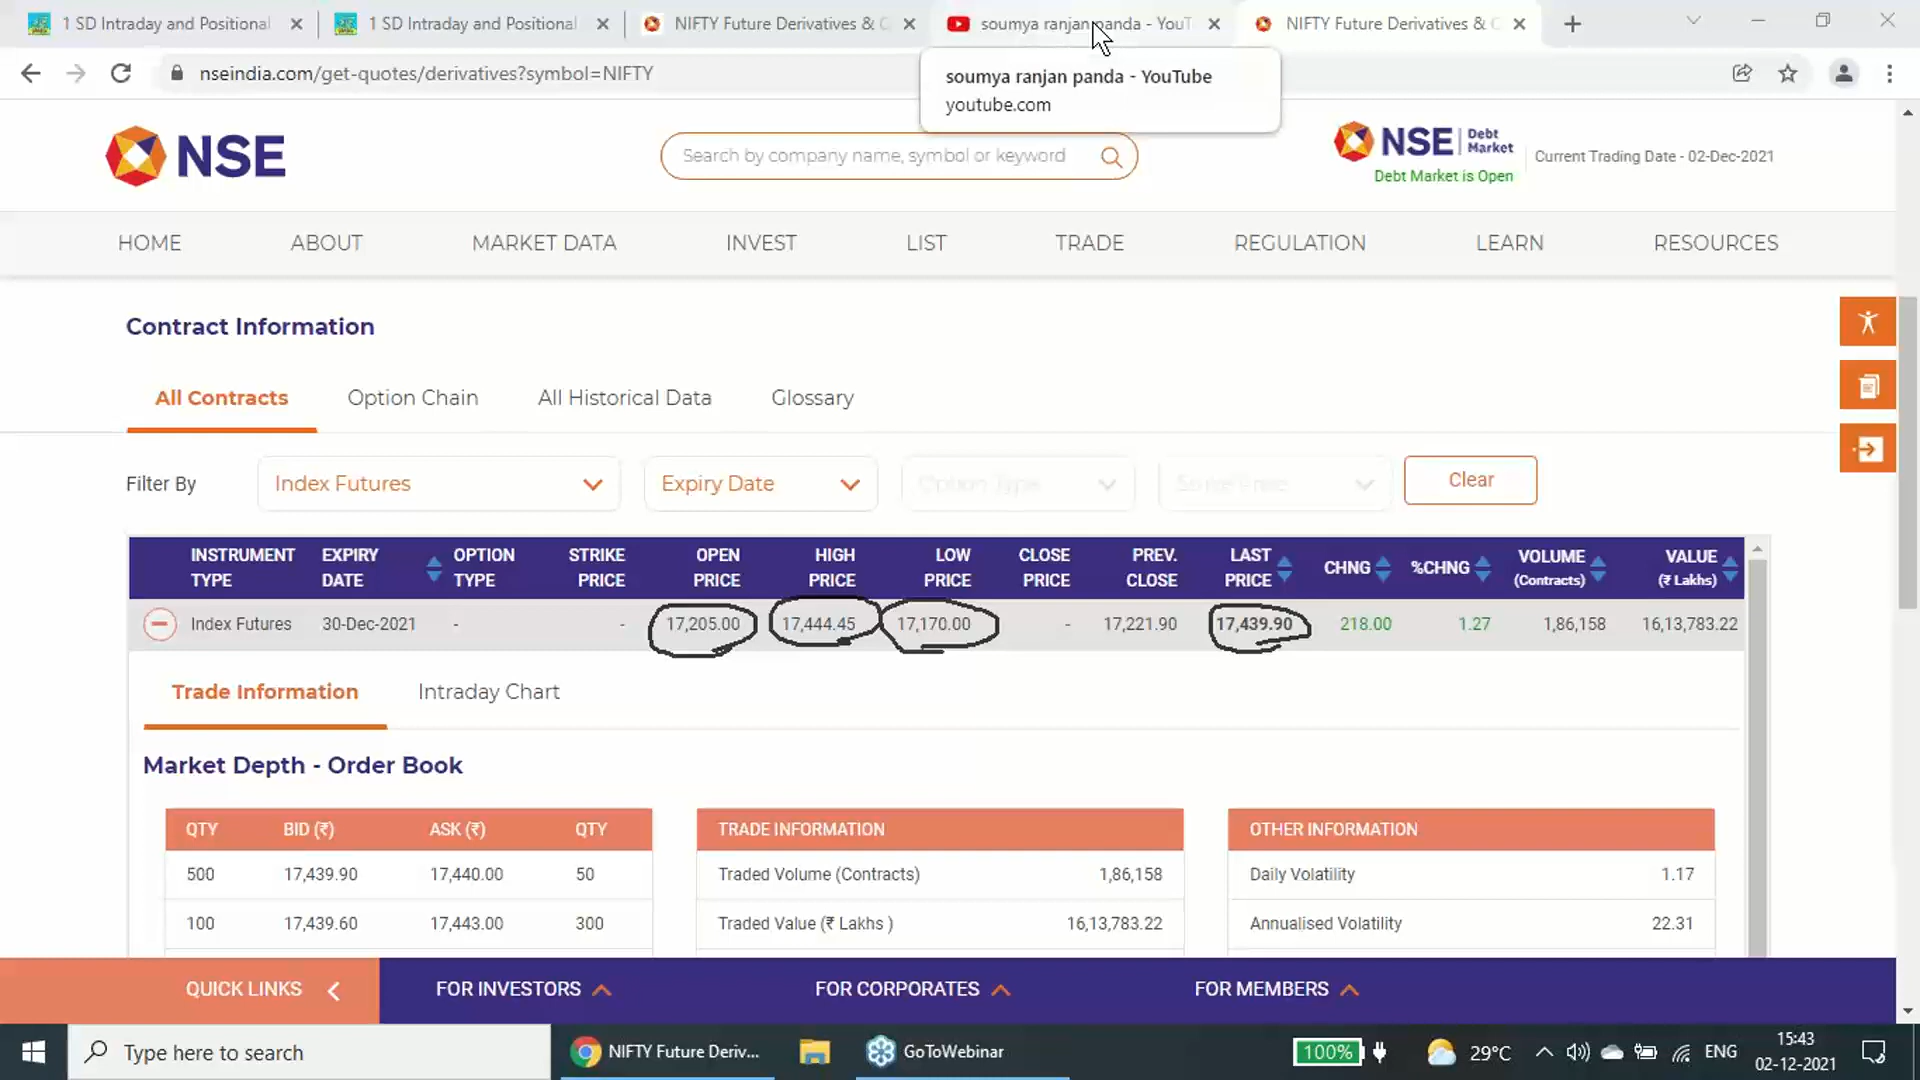 1 SD Intraday and Positional
1 SD Intraday and Positional
NIFTY Future Derivatives & C
soumya ranjan panda - YouT
NIFTY Future Derivatives & C
nseindia.com/get-quotes/derivatives?symbol=NIFTY
soumya ranjan panda - YouTube
youtube.com
NSE
Search by company name, symbol or keyword
NSE Debt Market
Debt Market is Open
Current Trading Date - 02-Dec-2021
HOME ABOUT MARKET DATA INVEST LIST TRADE REGULATION LEARN RESOURCES
Contract Information
All Contracts Option Chain All Historical Data Glossary
Filter By Index Futures Expiry Date Option Type Strike Price Clear
INSTRUMENT TYPE EXPIRY DATE OPTION TYPE STRIKE PRICE OPEN PRICE HIGH PRICE LOW PRICE CLOSE PRICE PREV. CLOSE LAST PRICE CHNG %CHNG VOLUME (Contracts) VALUE (₹ Lakhs)
Index Futures 30-Dec-2021 - - 17,205.00 17,444.45 17,170.00 - 17,221.90 17,439.90 218.00 1.27 1,86,158 16,13,783.22
Trade Information Intraday Chart
Market Depth - Order Book
QTY BID (₹) ASK (₹) QTY
500 17,439.90 17,440.00 50
100 17,439.60 17,443.00 300
TRADE INFORMATION
Traded Volume (Contracts) 1,86,158
Traded Value (₹ Lakhs ) 16,13,783.22
OTHER INFORMATION
Daily Volatility 1.17
Annualised Volatility 22.31
QUICK LINKS FOR INVESTORS FOR CORPORATES FOR MEMBERS
Type here to search
NIFTY Future Deriv...
GoToWebinar
100%
29°C
ENG
15:43
02-12-2021